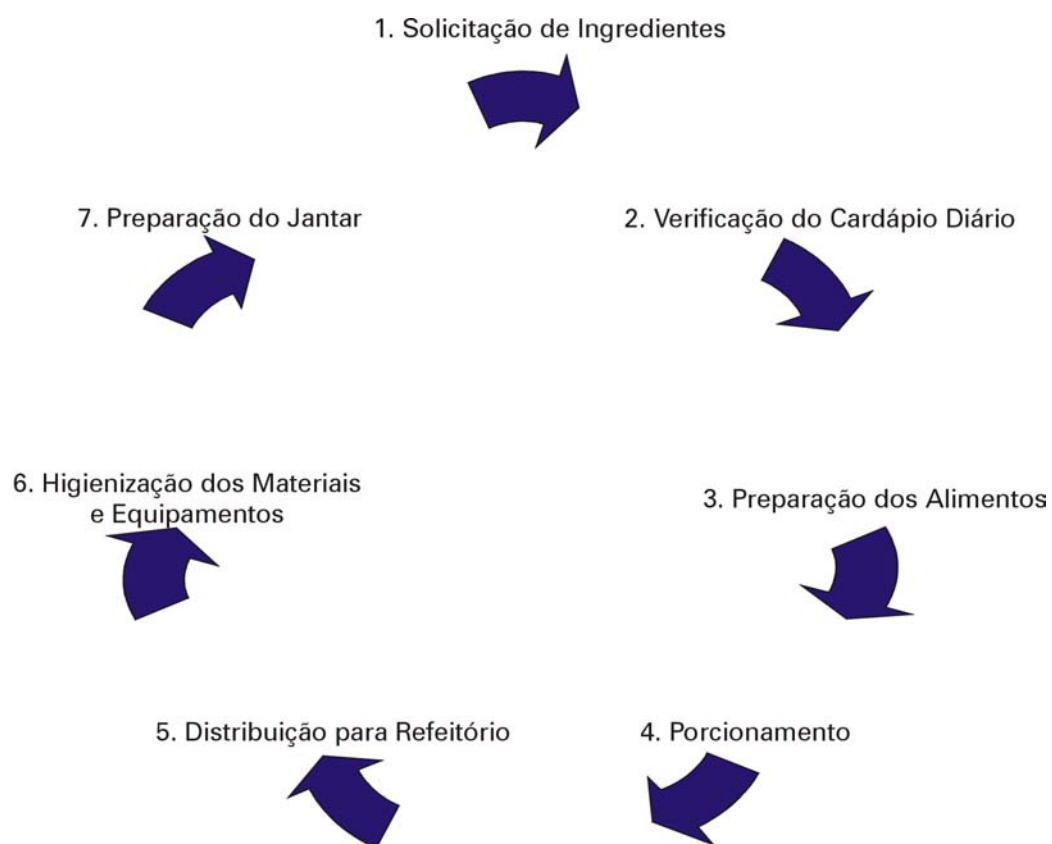 1. Solicitação de Ingredientes
2. Verificação do Cardápio Diário
3. Preparação dos Alimentos
4. Porcionamento
5. Distribuição para Refeitório
6. Higienização dos Materiais
e Equipamentos
7. Preparação do Jantar